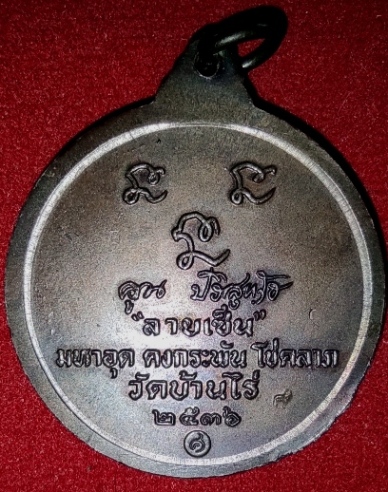 คูณ ปริสุทฺโธ
"ลายเซ็น"
มหาอุด คงกระพัน โชคลาภ
วัดบ้านไร่
๒๕๓๖